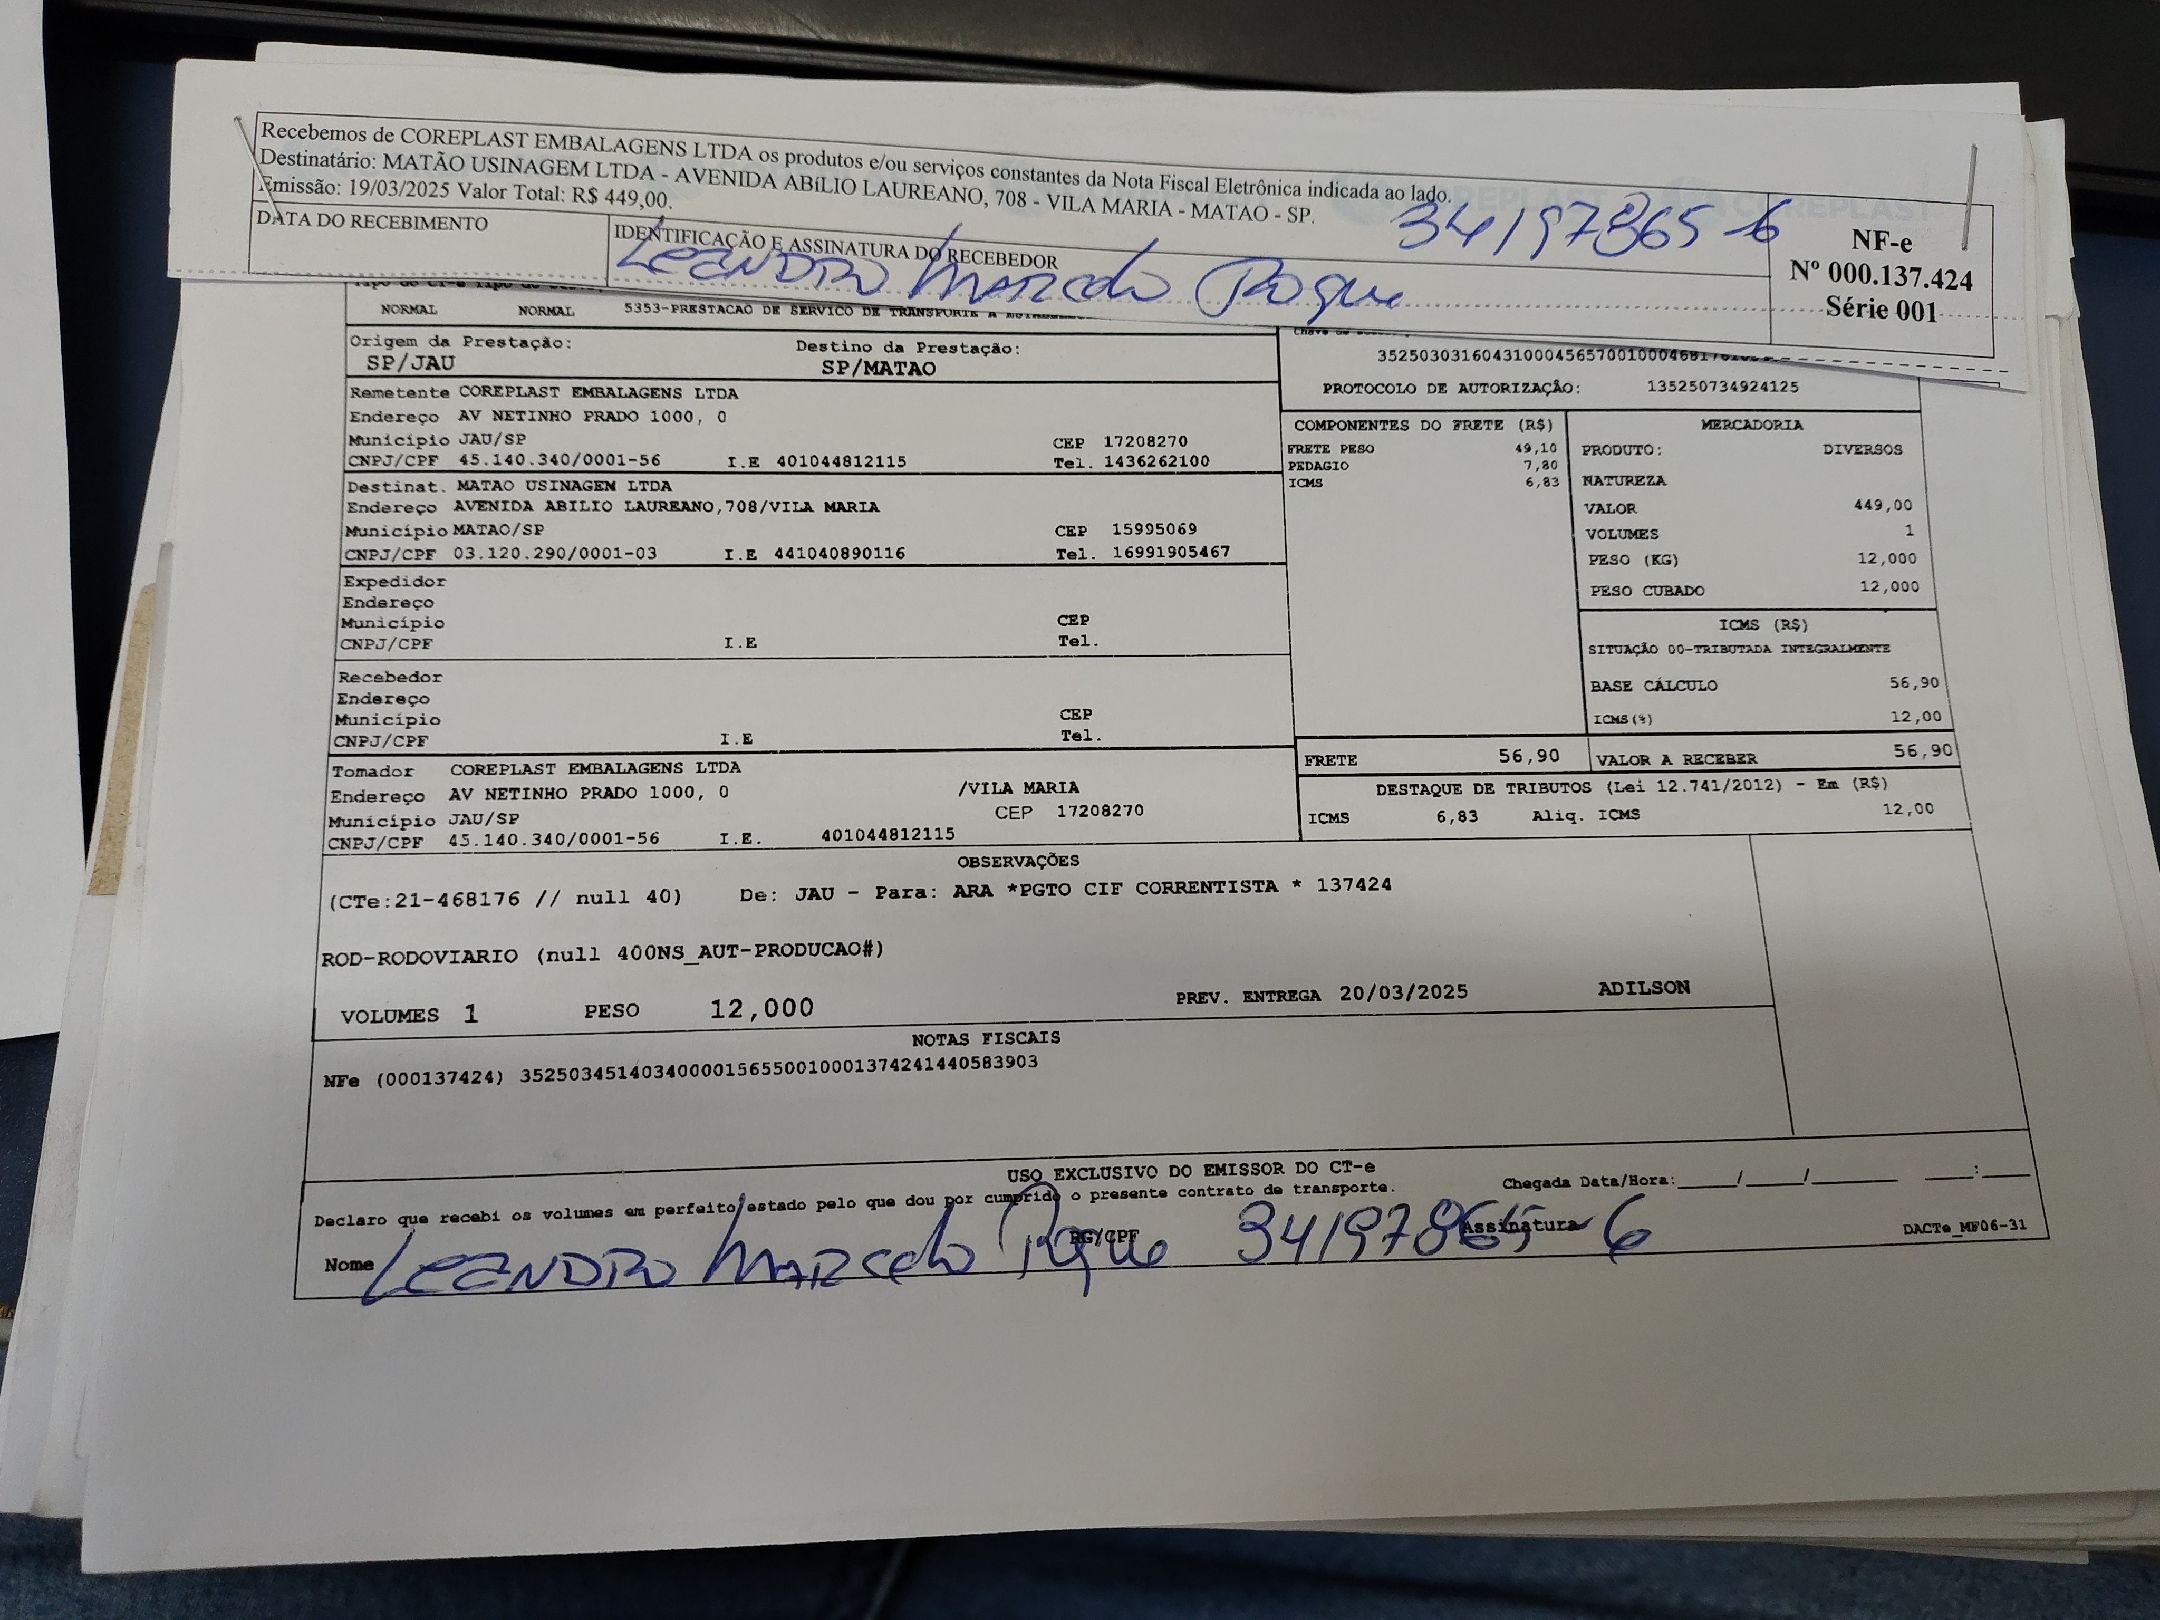 Recebemos de COREPLAST EMBALAGENS LTDA os produtos e/ou serviços constantes da Nota Fiscal Eletrônica indicada ao lado.
Destinatário: MATÃO USINAGEM LTDA - AVENIDA ABíLIO LAUREANO, 708 - VILA MARIA - MATAO - SP.
Emissão: 19/03/2025 Valor Total: R$ 449,00.
34197865-6
DATA DO RECEBIMENTO
IDENTIFICAÇÃO E ASSINATURA DO RECEBEDOR
Leandro Marcelo Roque
NF-e
Nº 000.137.424
Série 001
NORMAL NORMAL 5353-PRESTACAO DE SERVICO DE TRANSPORTE A
Origem da Prestação: Destino da Prestação:
SP/JAU SP/MATAO
PROTOCOLO DE AUTORIZAÇÃO: 135250734924125
Remetente COREPLAST EMBALAGENS LTDA
Endereço AV NETINHO PRADO 1000, 0
Município JAU/SP CEP 17208270
CNPJ/CPF 45.140.340/0001-56 I.E 401044812115 Tel. 1436262100
Destinat. MATAO USINAGEM LTDA
Endereço AVENIDA ABILIO LAUREANO,708/VILA MARIA
Município MATAO/SP CEP 15995069
CNPJ/CPF 03.120.290/0001-03 I.E 441040890116 Tel. 16991905467
Expedidor
Endereço
Município CEP
CNPJ/CPF I.E Tel.
Recebedor
Endereço
Município CEP
CNPJ/CPF I.E Tel.
Tomador COREPLAST EMBALAGENS LTDA
Endereço AV NETINHO PRADO 1000, 0 /VILA MARIA
Município JAU/SP CEP 17208270
CNPJ/CPF 45.140.340/0001-56 I.E. 401044812115
COMPONENTES DO FRETE (R$)
FRETE PESO 49,10
PEDAGIO 7,80
ICMS 6,83
MERCADORIA
PRODUTO: DIVERSOS
NATUREZA
VALOR 449,00
VOLUMES 1
PESO (KG) 12,000
PESO CUBADO 12,000
ICMS (R$)
SITUAÇÃO 00-TRIBUTADA INTEGRALMENTE
BASE CÁLCULO 56,90
ICMS(%) 12,00
FRETE 56,90 VALOR A RECEBER 56,90
DESTAQUE DE TRIBUTOS (Lei 12.741/2012) - Em (R$)
ICMS 6,83 Aliq. ICMS 12,00
OBSERVAÇÕES
(CTe:21-468176 // null 40) De: JAU - Para: ARA *PGTO CIF CORRENTISTA * 137424
ROD-RODOVIARIO (null 400NS_AUT-PRODUCAO#)
VOLUMES 1 PESO 12,000 PREV. ENTREGA 20/03/2025 ADILSON
NOTAS FISCAIS
NFe (000137424) 35250345140340000156550010001374241440583903
USO EXCLUSIVO DO EMISSOR DO CT-e
Declaro que recebi os volumes em perfeito estado pelo que dou por cumprido o presente contrato de transporte.
Chegada Data/Hora:____/____/______ ____:____
Nome Leandro Marcelo Roque RG/CPF 34197865-6 Assinatura
DACTe_MF06-31